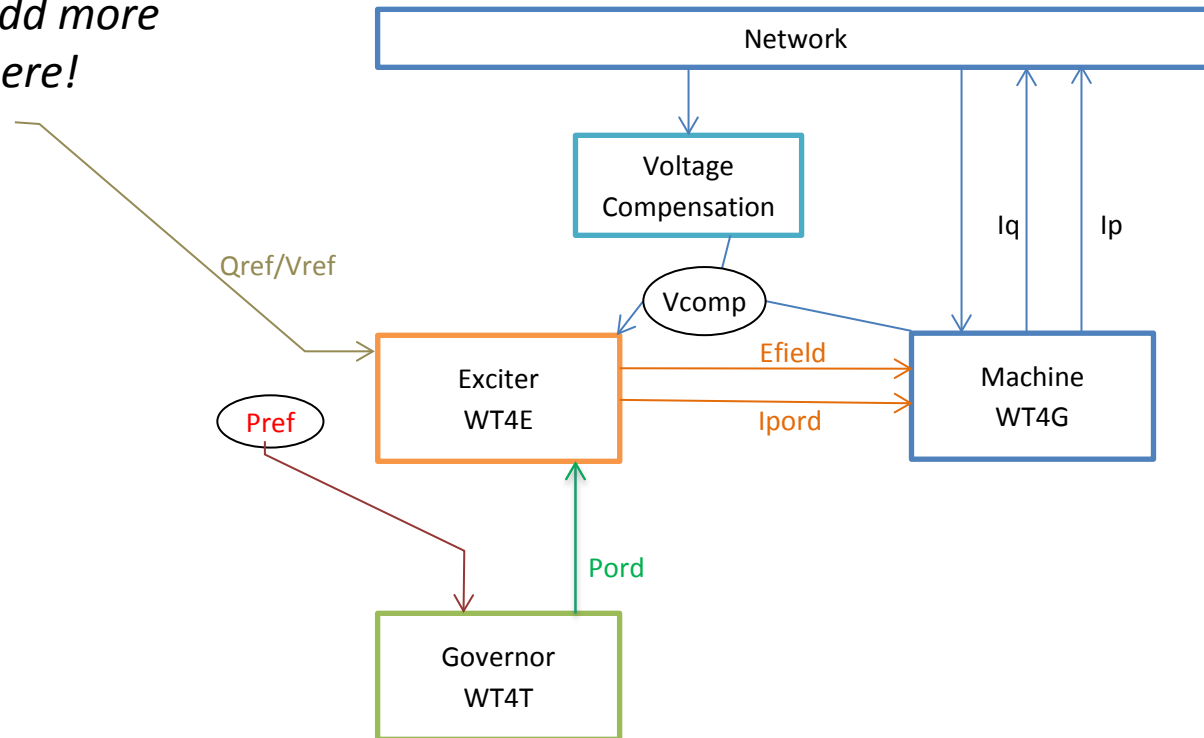 dd more
ere!
Network
Voltage
Compensation
Iq
Ip
Qref/Vref
Vcomp
Efield
Exciter
WT4E
Machine
WT4G
Pref
Ipord
Pord
Governor
WT4T